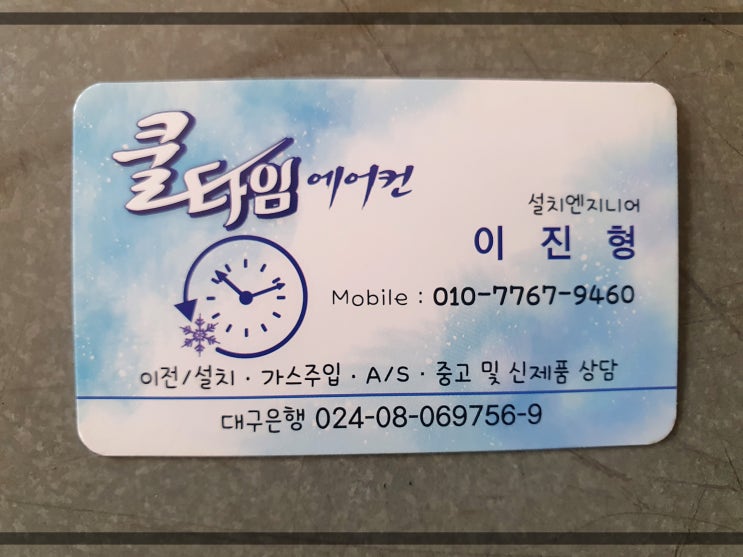 쿨타임 에어컨
설치엔지니어
이 진 형
Mobile : 010-7767-9460
이전/설치 · 가스주입 · A/S · 중고 및 신제품 상담
대구은행 024-08-069756-9